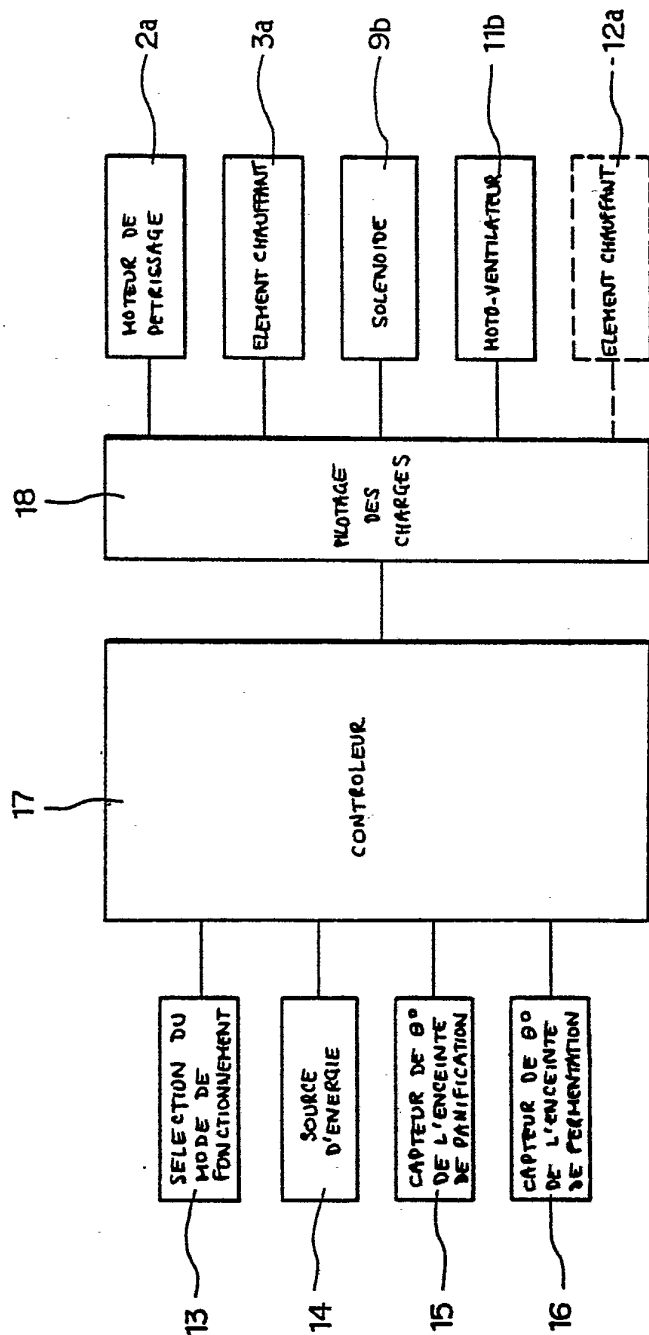 13
SELECTION DU
MODE DE
FONCTIONNEMENT
14
SOURCE
D'ENERGIE
15
CAPTEUR DE θ°
DE L'ENCEINTE
DE PANIFICATION
16
CAPTEUR DE θ°
DE L'ENCEINTE
DE FERMENTATION
17
CONTROLEUR
18
PILOTAGE
DES
CHARGES
MOTEUR DE
PETRISSAGE
2a
ELEMENT CHAUFFANT
3a
SOLENOIDE
9b
MOTO-VENTILATEUR
11b
ELEMENT CHAUFFANT
12a